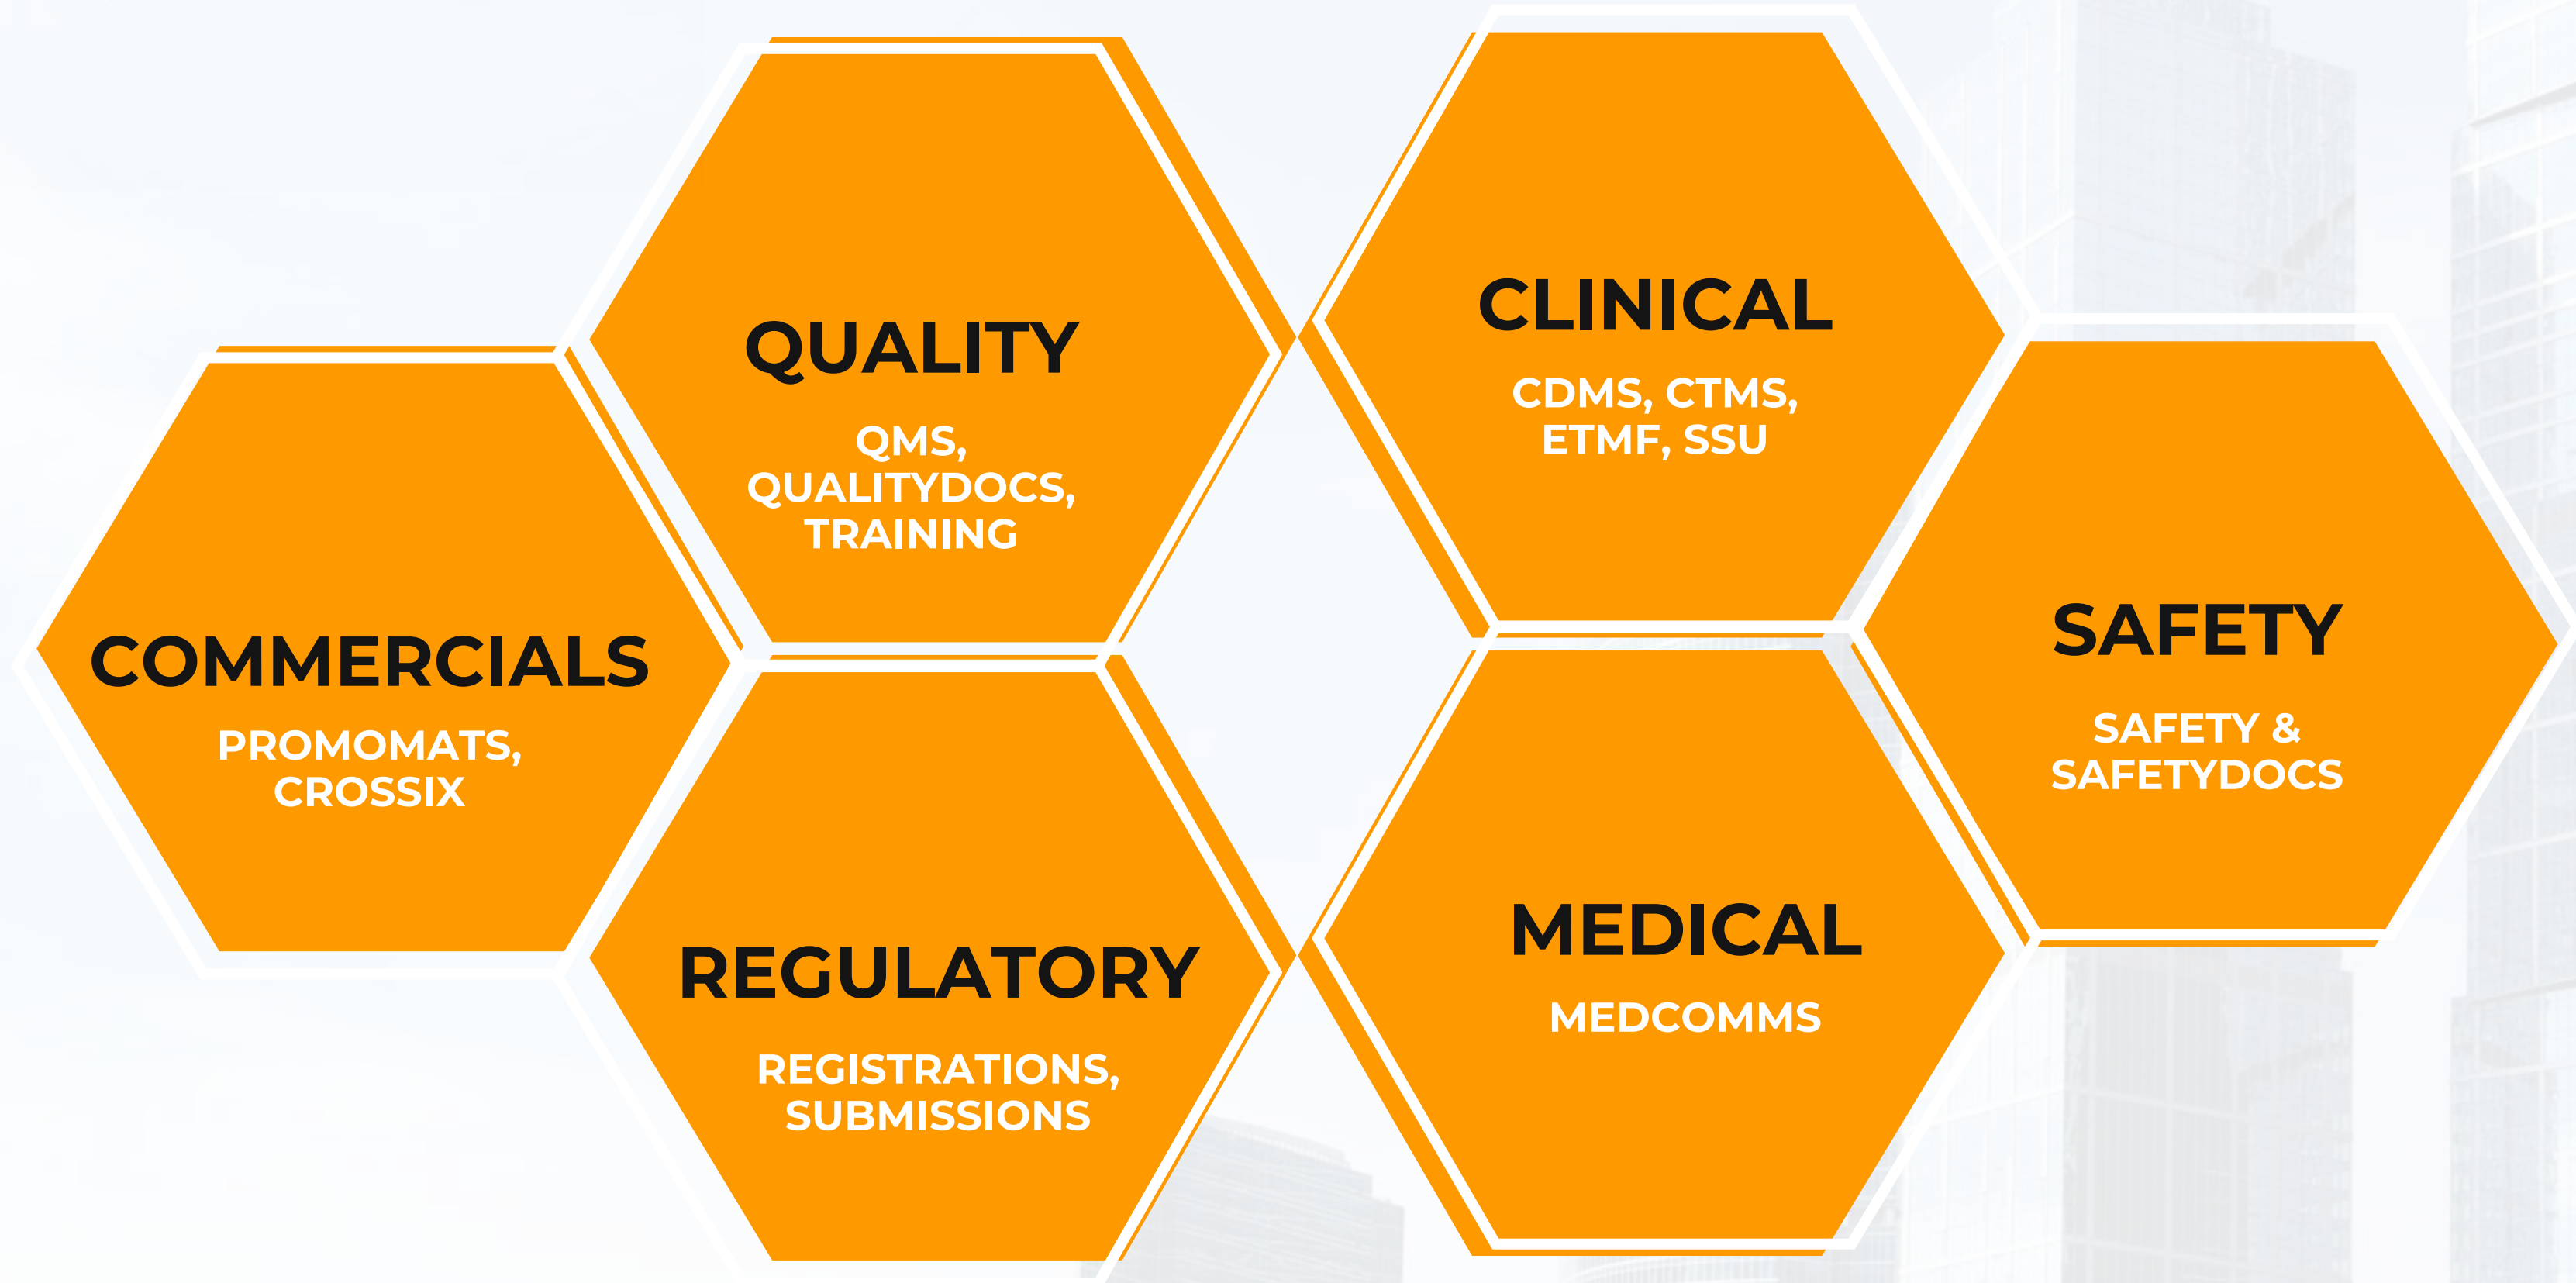 QUALITY
QMS,
QUALITYDOCS,
TRAINING
CLINICAL
CDMS, CTMS,
ETMF, SSU
COMMERCIALS
PROMOMATS,
CROSSIX
SAFETY
SAFETY &
SAFETYDOCS
REGULATORY
REGISTRATIONS,
SUBMISSIONS
MEDICAL
MEDCOMMS